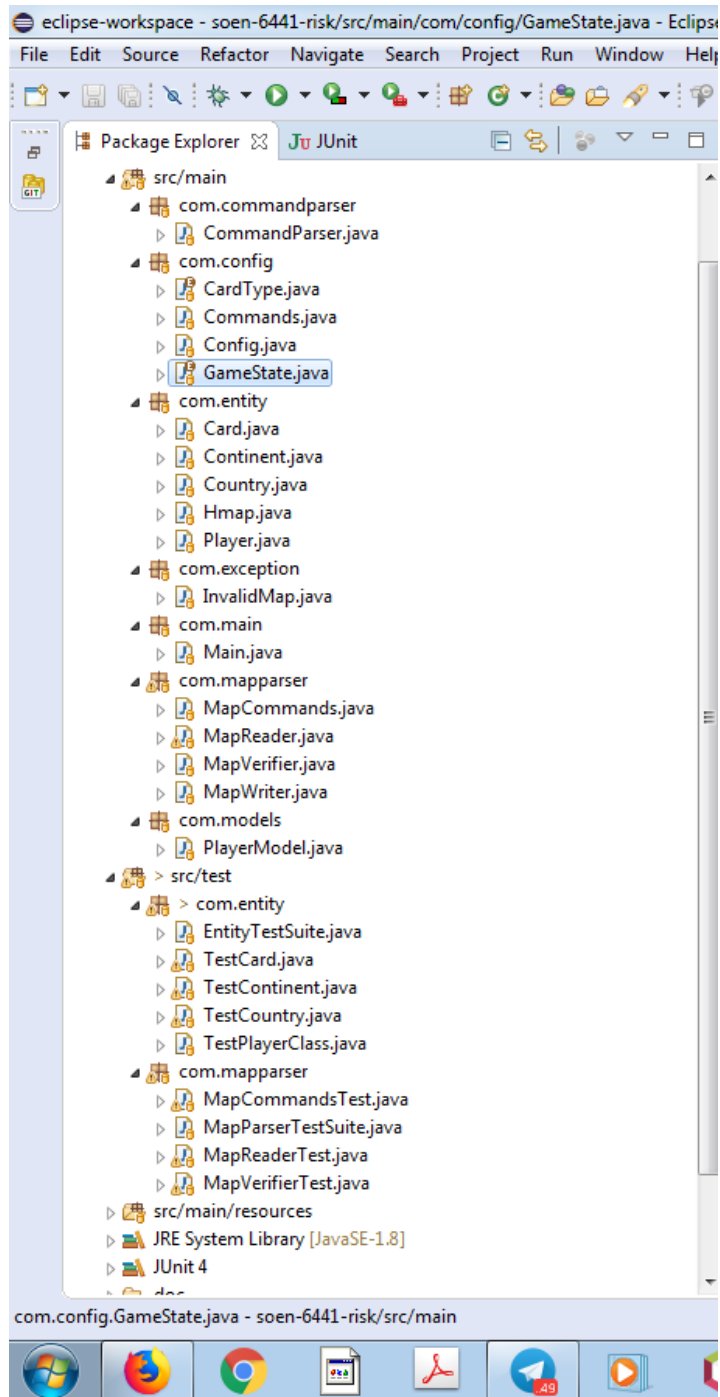 eclipse-workspace - soen-6441-risk/src/main/com/config/GameState.java - Eclipse
File Edit Source Refactor Navigate Search Project Run Window Help
Package Explorer JU JUnit
GIT
src/main
com.commandparser
CommandParser.java
com.config
CardType.java
Commands.java
Config.java
GameState.java
com.entity
Card.java
Continent.java
Country.java
Hmap.java
Player.java
com.exception
InvalidMap.java
com.main
Main.java
com.mapparser
MapCommands.java
MapReader.java
MapVerifier.java
MapWriter.java
com.models
PlayerModel.java
> src/test
> com.entity
EntityTestSuite.java
TestCard.java
TestContinent.java
TestCountry.java
TestPlayerClass.java
com.mapparser
MapCommandsTest.java
MapParserTestSuite.java
MapReaderTest.java
MapVerifierTest.java
src/main/resources
JRE System Library [JavaSE-1.8]
JUnit 4
doc
com.config.GameState.java - soen-6441-risk/src/main
..49